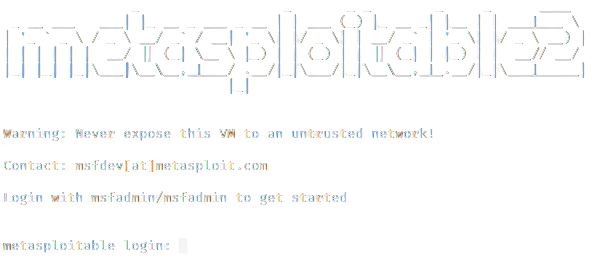 metasploitable2
Warning: Never expose this VM to an untrusted network!
Contact: msfdev[at]metasploit.com
Login with msfadmin/msfadmin to get started
metasploitable login: